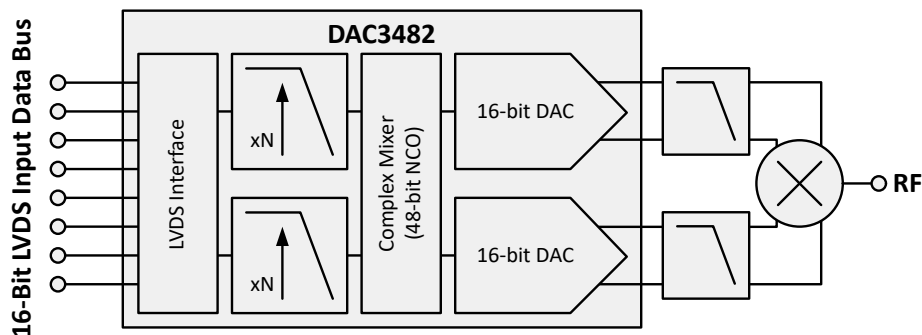 16-Bit LVDS Input Data Bus
DAC3482
LVDS Interface
xN
xN
Complex Mixer
(48-bit NCO)
16-bit DAC
16-bit DAC
RF